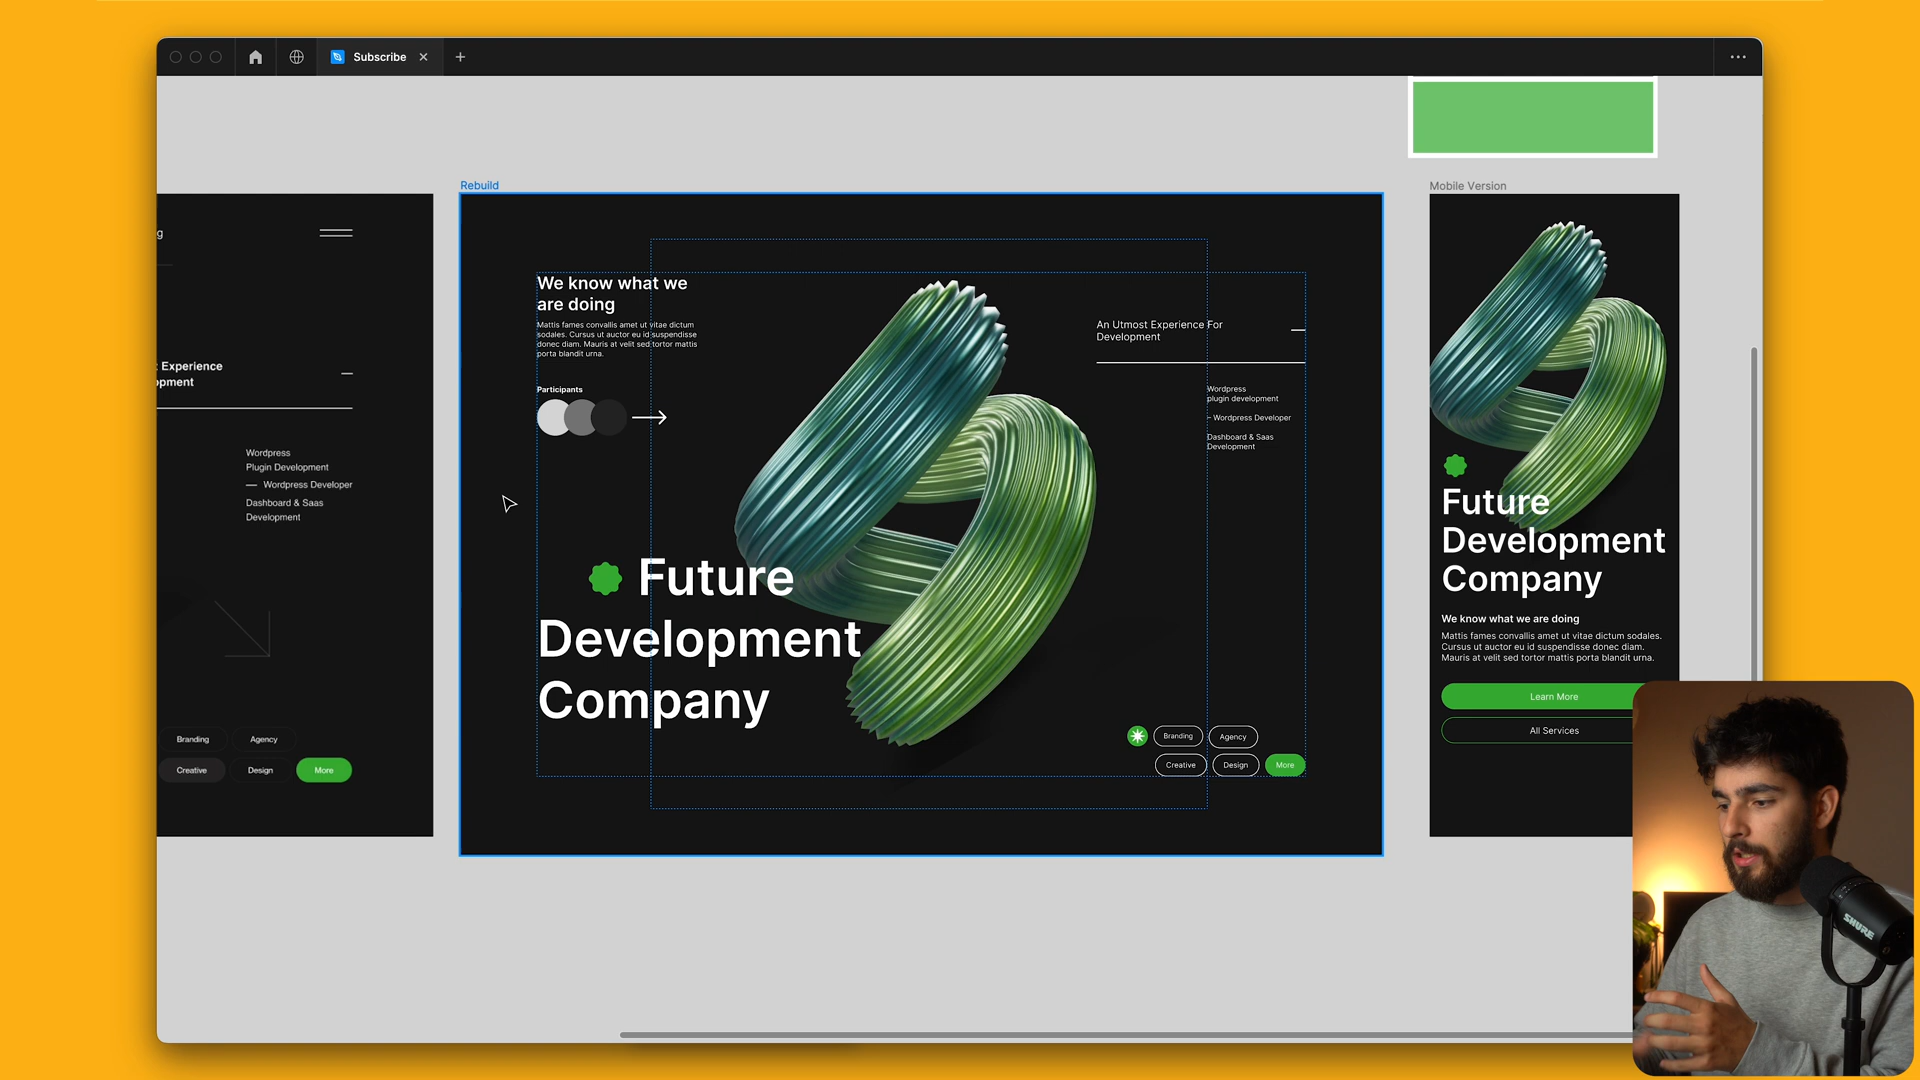 Subscribe
g
Experience
pment
Wordpress
Plugin Development
— Wordpress Developer
Dashboard & Saas
Development
Branding
Agency
Creative
Design
More
Rebuild
We know what we
are doing
Mattis fames convallis amet ut vitae dictum
sodales. Cursus ut auctor eu id suspendisse
donec diam. Mauris at velit sed tortor mattis
porta blandit urna.
Participants
An Utmost Experience For
Development
Wordpress
plugin development
- Wordpress Developer
Dashboard & Saas
Development
Future
Development
Company
Branding
Agency
Creative
Design
More
Mobile Version
Future
Development
Company
We know what we are doing
Mattis fames convallis amet ut vitae dictum sodales.
Cursus ut auctor eu id suspendisse donec diam.
Mauris at velit sed tortor mattis porta blandit urna.
Learn More
All Services
SHURE